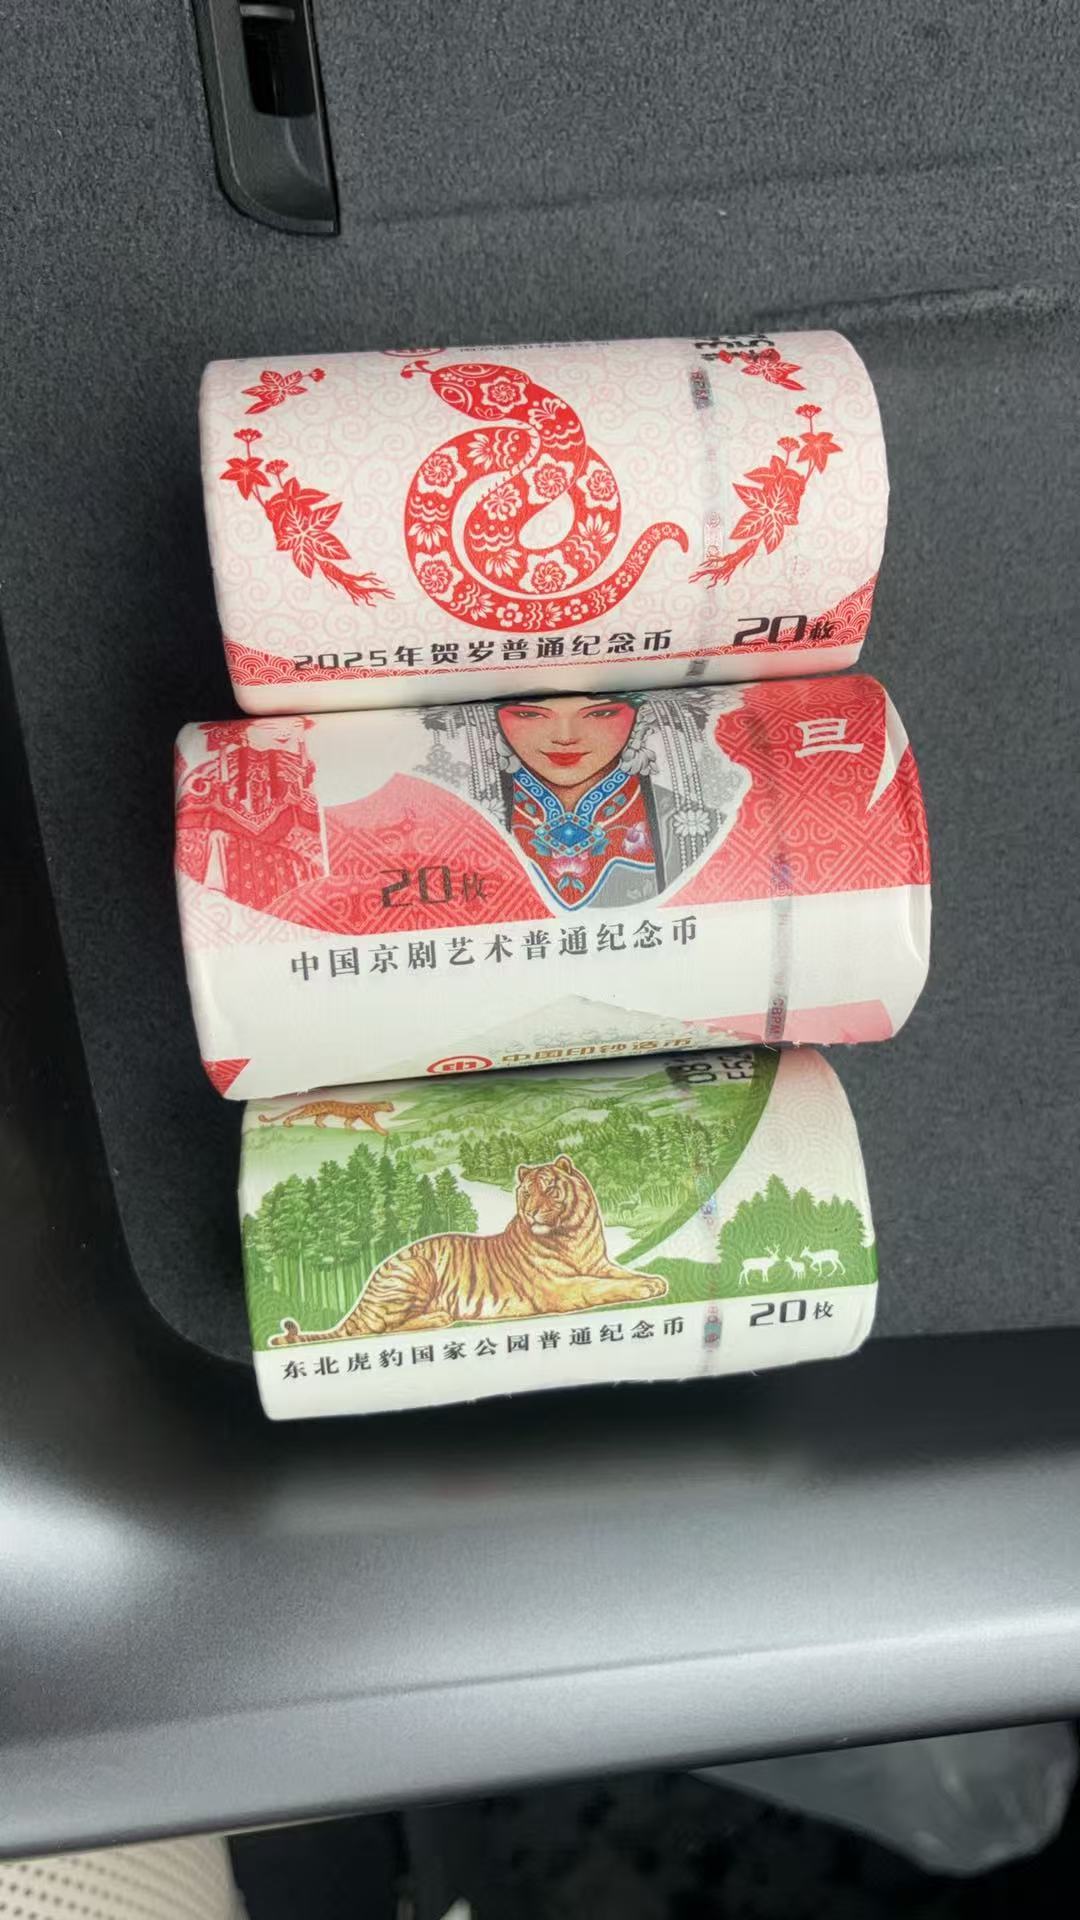 2025年贺岁普通纪念币
20枚
旦
20枚
中国京剧艺术普通纪念币
CBPM
中国印钞造币
东北虎豹国家公园普通纪念币
20枚